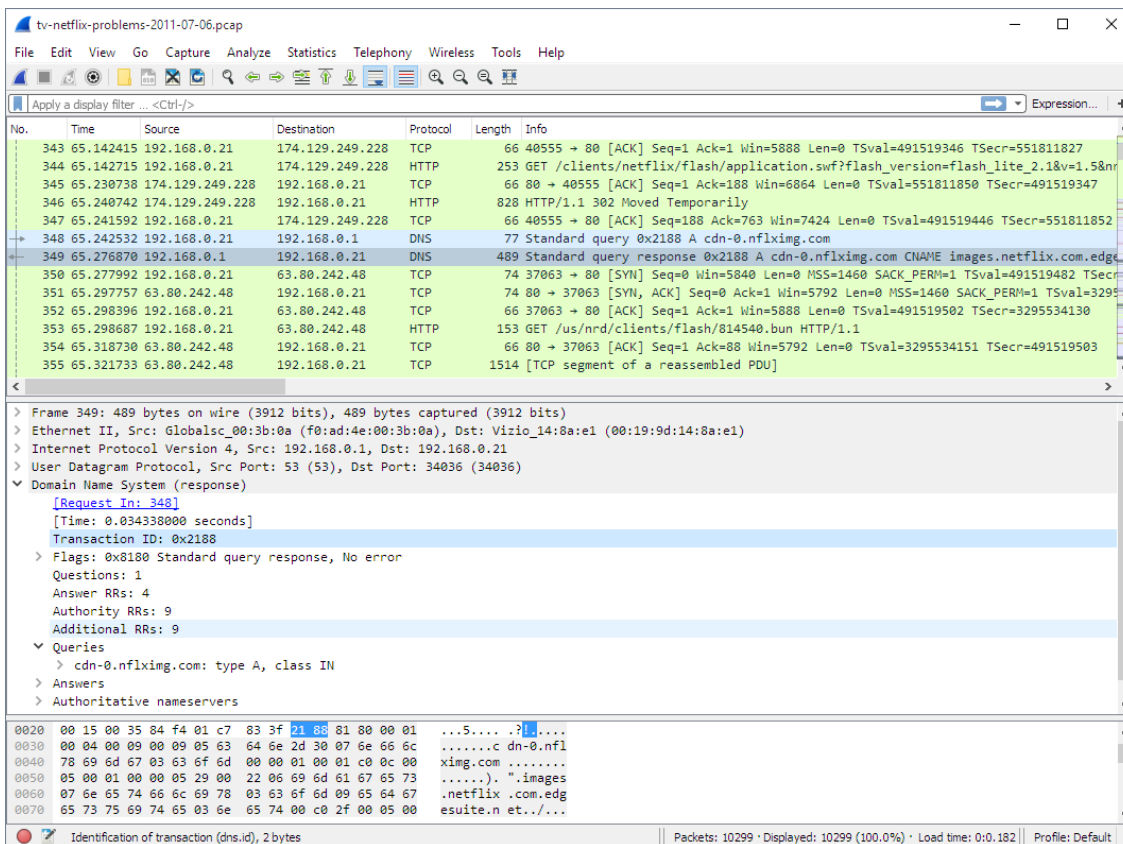 tv-netflix-problems-2011-07-06.pcap
File Edit View Go Capture Analyze Statistics Telephony Wireless Tools Help
Apply a display filter ... <Ctrl-/> Expression... +
No. Time Source Destination Protocol Length Info
343 65.142415 192.168.0.21 174.129.249.228 TCP 66 40555 → 80 [ACK] Seq=1 Ack=1 Win=5888 Len=0 TSval=491519346 TSecr=551811827
344 65.142715 192.168.0.21 174.129.249.228 HTTP 253 GET /clients/netflix/flash/application.swf?flash_version=flash_lite_2.1&v=1.5&nr
345 65.230738 174.129.249.228 192.168.0.21 TCP 66 80 → 40555 [ACK] Seq=1 Ack=188 Win=6864 Len=0 TSval=551811850 TSecr=491519347
346 65.240742 174.129.249.228 192.168.0.21 HTTP 828 HTTP/1.1 302 Moved Temporarily
347 65.241592 192.168.0.21 174.129.249.228 TCP 66 40555 → 80 [ACK] Seq=188 Ack=763 Win=7424 Len=0 TSval=491519446 TSecr=551811852
348 65.242532 192.168.0.21 192.168.0.1 DNS 77 Standard query 0x2188 A cdn-0.nflximg.com
349 65.276870 192.168.0.1 192.168.0.21 DNS 489 Standard query response 0x2188 A cdn-0.nflximg.com CNAME images.netflix.com.edge
350 65.277992 192.168.0.21 63.80.242.48 TCP 74 37063 → 80 [SYN] Seq=0 Win=5840 Len=0 MSS=1460 SACK_PERM=1 TSval=491519482 TSecr
351 65.297757 63.80.242.48 192.168.0.21 TCP 74 80 → 37063 [SYN, ACK] Seq=0 Ack=1 Win=5792 Len=0 MSS=1460 SACK_PERM=1 TSval=3295
352 65.298396 192.168.0.21 63.80.242.48 TCP 66 37063 → 80 [ACK] Seq=1 Ack=1 Win=5888 Len=0 TSval=491519502 TSecr=3295534130
353 65.298687 192.168.0.21 63.80.242.48 HTTP 153 GET /us/nrd/clients/flash/814540.bun HTTP/1.1
354 65.318730 63.80.242.48 192.168.0.21 TCP 66 80 → 37063 [ACK] Seq=1 Ack=88 Win=5792 Len=0 TSval=3295534151 TSecr=491519503
355 65.321733 63.80.242.48 192.168.0.21 TCP 1514 [TCP segment of a reassembled PDU]
Frame 349: 489 bytes on wire (3912 bits), 489 bytes captured (3912 bits)
Ethernet II, Src: Globalsc_00:3b:0a (f0:ad:4e:00:3b:0a), Dst: Vizio_14:8a:e1 (00:19:9d:14:8a:e1)
Internet Protocol Version 4, Src: 192.168.0.1, Dst: 192.168.0.21
User Datagram Protocol, Src Port: 53 (53), Dst Port: 34036 (34036)
Domain Name System (response)
[Request In: 348]
[Time: 0.034338000 seconds]
Transaction ID: 0x2188
Flags: 0x8180 Standard query response, No error
Questions: 1
Answer RRs: 4
Authority RRs: 9
Additional RRs: 9
Queries
cdn-0.nflximg.com: type A, class IN
Answers
Authoritative nameservers
0020 00 15 00 35 84 f4 01 c7 83 3f 21 88 81 80 00 01 ...5.... .?!.....
0030 00 04 00 09 00 09 05 63 64 6e 2d 30 07 6e 66 6c .......c dn-0.nfl
0040 78 69 6d 67 03 63 6f 6d 00 00 01 00 01 c0 0c 00 ximg.com ........
0050 05 00 01 00 00 05 29 00 22 06 69 6d 61 67 65 73 ......). ".images
0060 07 6e 65 74 66 6c 69 78 03 63 6f 6d 09 65 64 67 .netflix .com.edg
0070 65 73 75 69 74 65 03 6e 65 74 00 c0 2f 00 05 00 esuite.n et../...
Identification of transaction (dns.id), 2 bytes Packets: 10299 · Displayed: 10299 (100.0%) · Load time: 0:0.182 Profile: Default